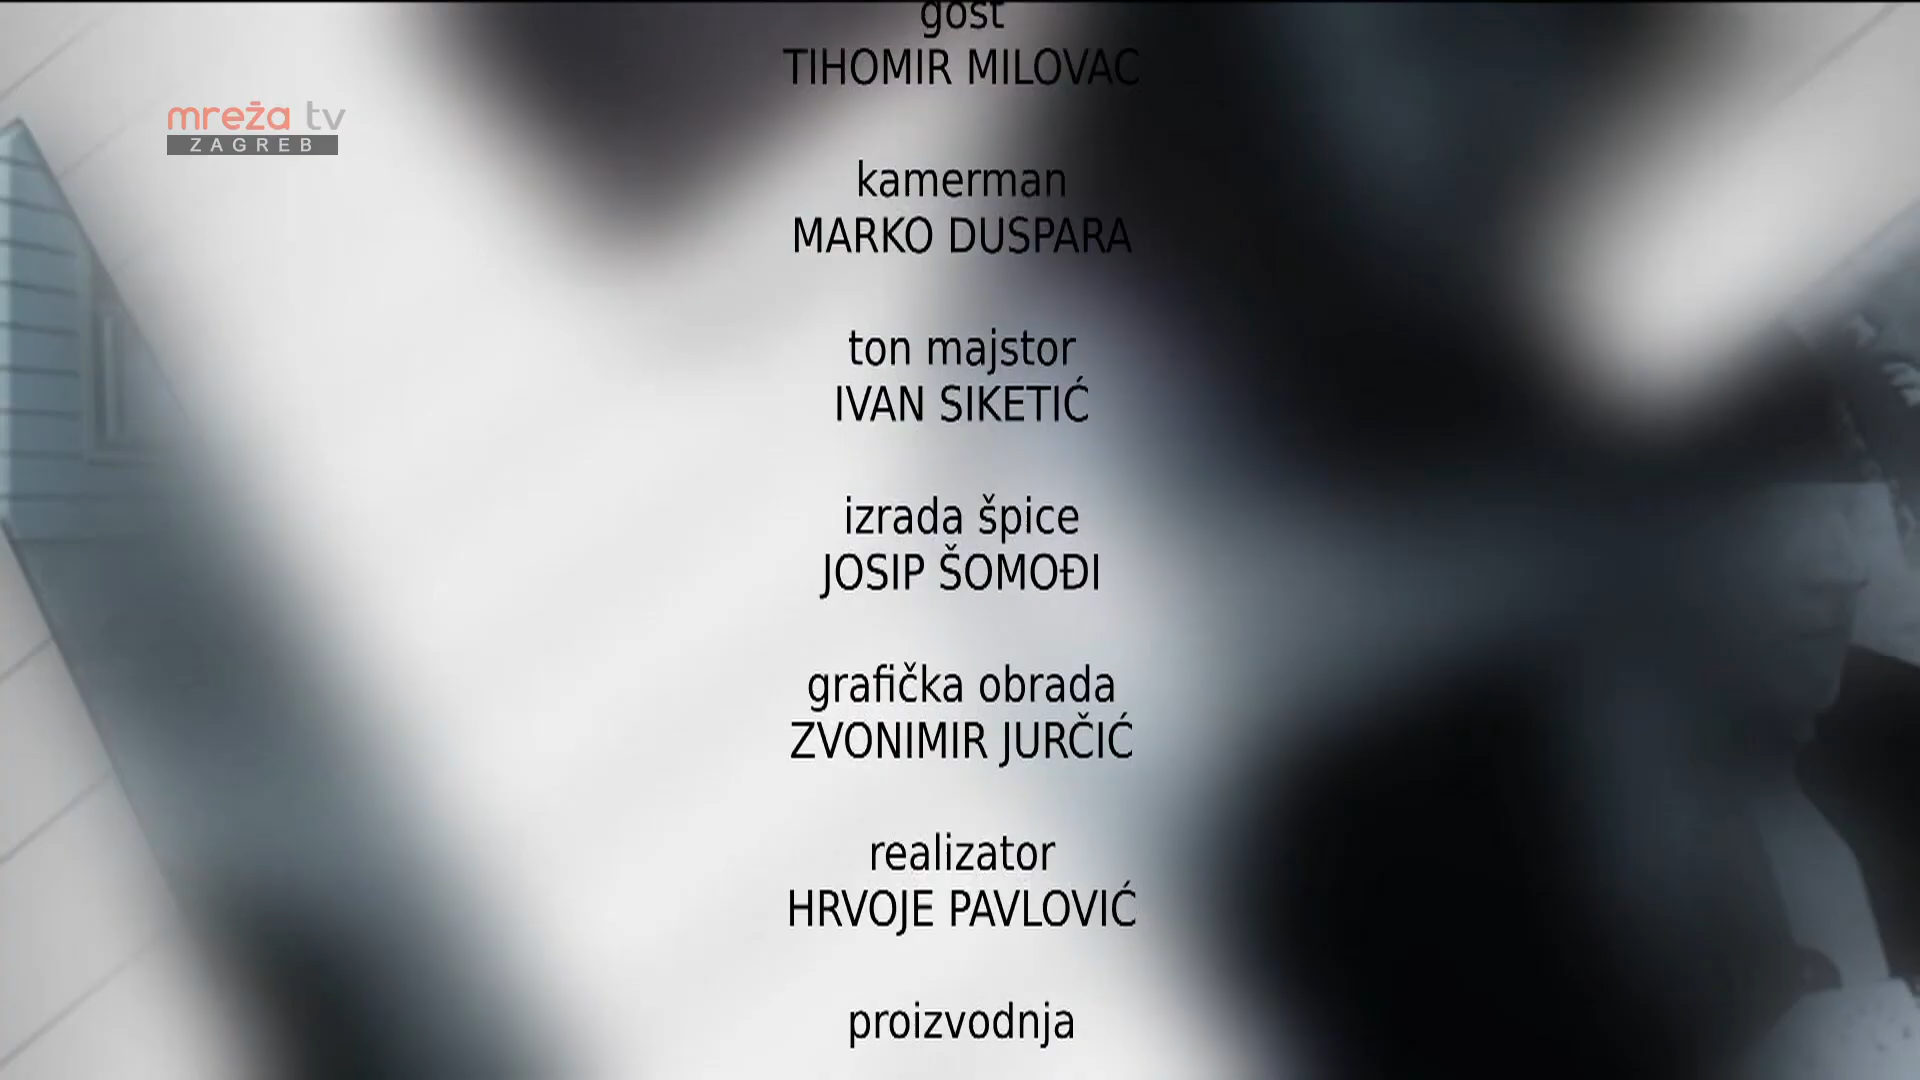 gost
TIHOMIR MILOVAC
mreža tv
ZAGREB
kamerman
MARKO DUSPARA
ton majstor
IVAN SIKETIĆ
izrada špice
JOSIP ŠOMOĐI
grafička obrada
ZVONIMIR JURČIĆ
realizator
HRVOJE PAVLOVIĆ
proizvodnja